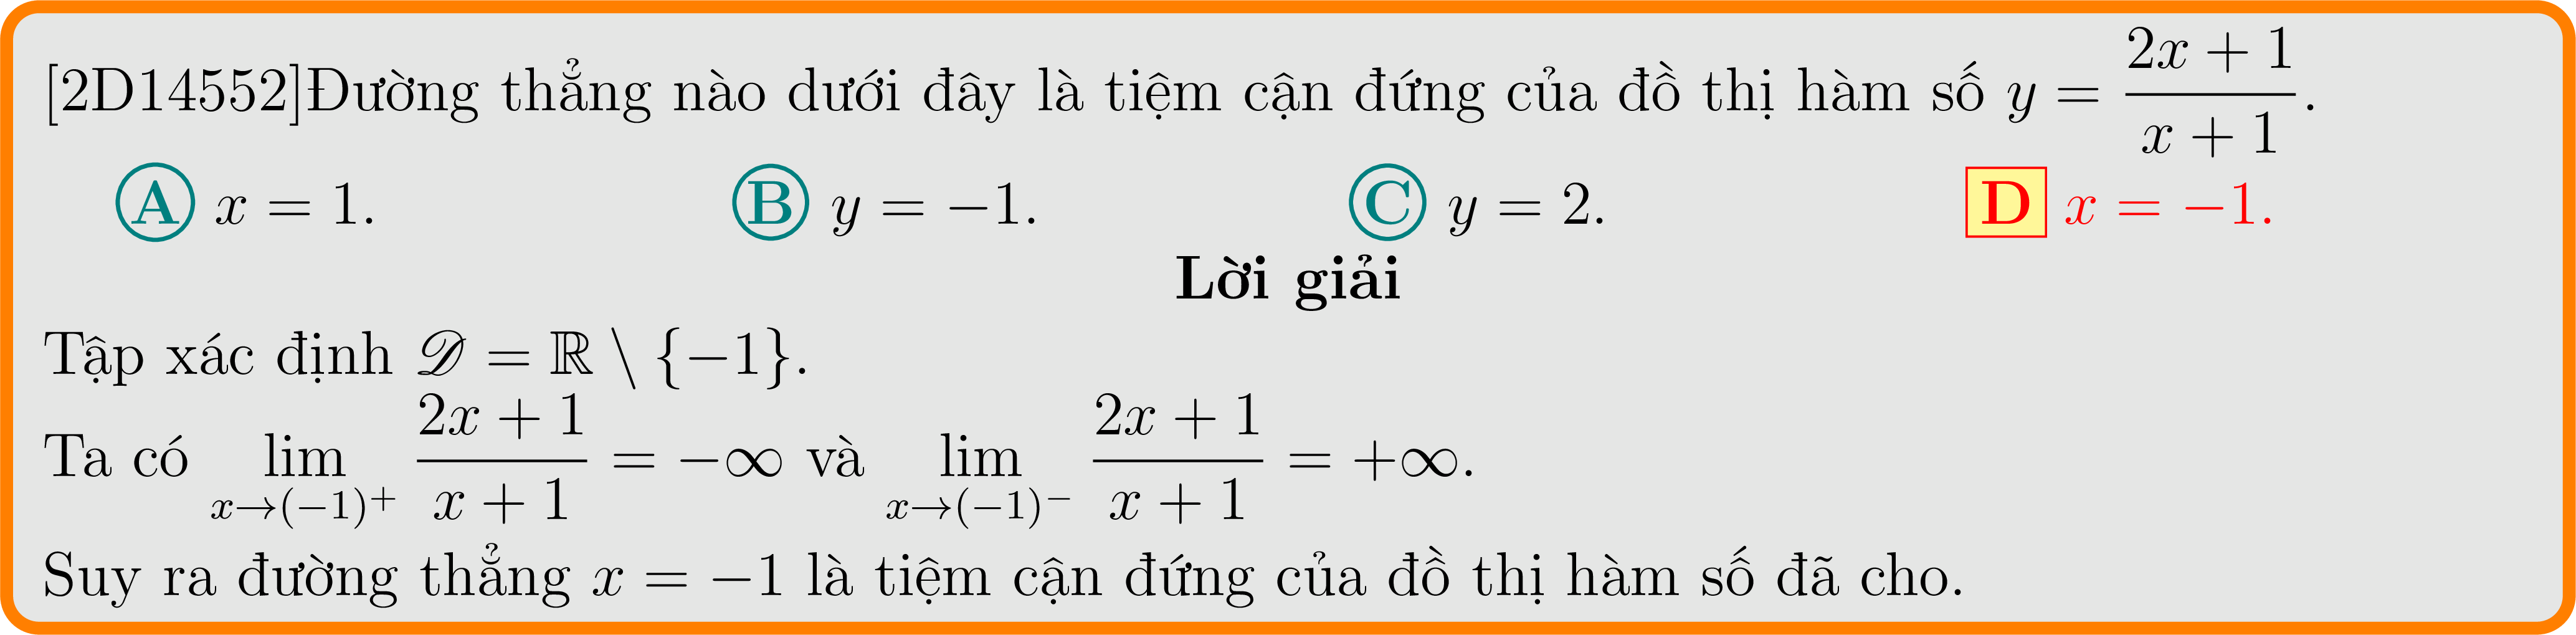 [2D14552]Đường thẳng nào dưới đây là tiệm cận đứng của đồ thị hàm số $y = \dfrac{2x+1}{x+1}$.
A $x = 1$. B $y = -1$. C $y = 2$. D $x = -1$.
Lời giải
Tập xác định $\mathscr{D} = \mathbb{R} \setminus \{-1\}$.
Ta có $\lim\limits_{x \to (-1)^+} \dfrac{2x+1}{x+1} = -\infty$ và $\lim\limits_{x \to (-1)^-} \dfrac{2x+1}{x+1} = +\infty$.
Suy ra đường thẳng $x = -1$ là tiệm cận đứng của đồ thị hàm số đã cho.